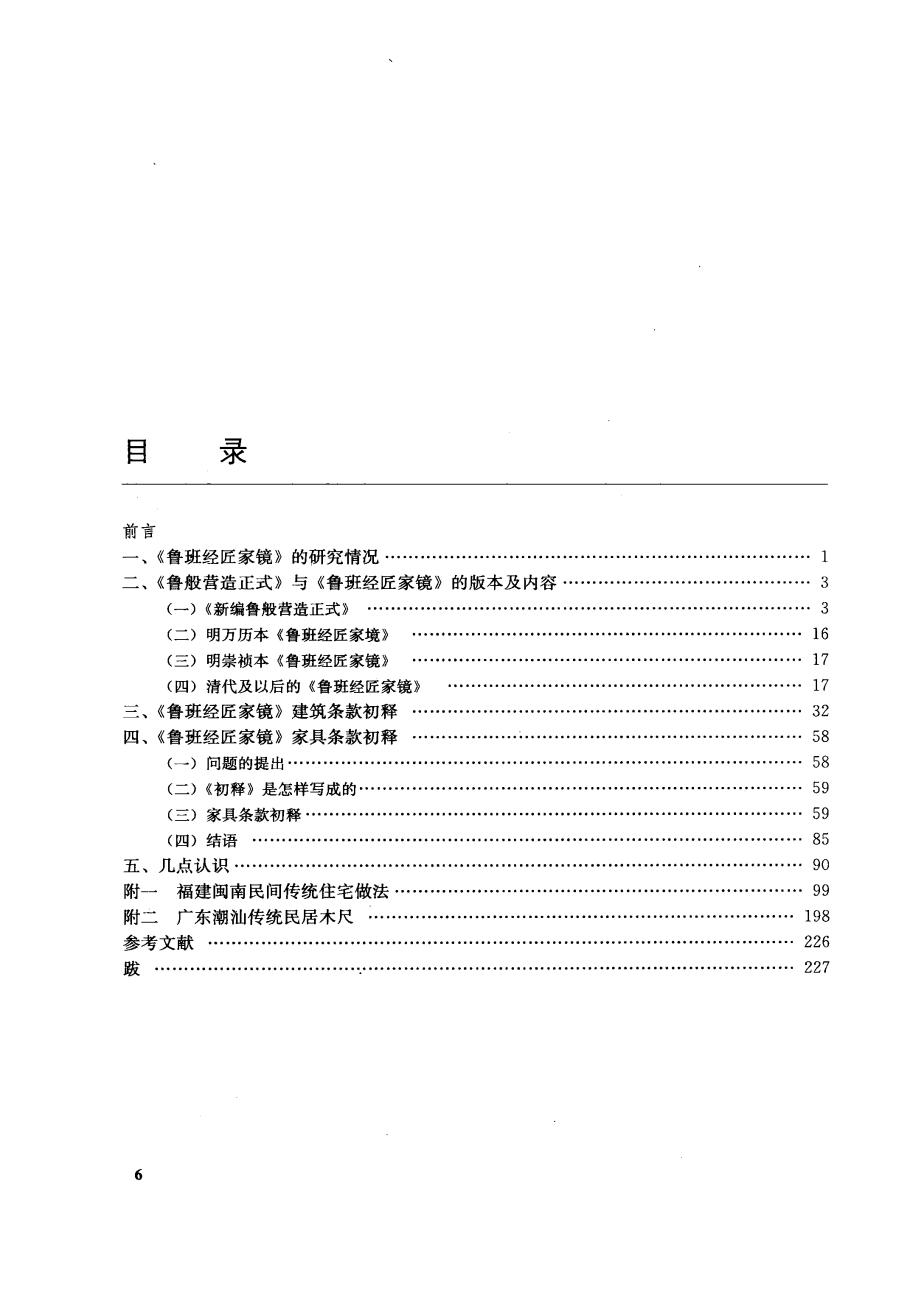 目 录
前言
一、《鲁班经匠家镜》的研究情况 …… 1
二、《鲁般营造正式》与《鲁班经匠家镜》的版本及内容 …… 3
（一）《新编鲁般营造正式》 …… 3
（二）明万历本《鲁班经匠家境》 …… 16
（三）明崇祯本《鲁班经匠家镜》 …… 17
（四）清代及以后的《鲁班经匠家镜》 …… 17
三、《鲁班经匠家镜》建筑条款初释 …… 32
四、《鲁班经匠家镜》家具条款初释 …… 58
（一）问题的提出 …… 58
（二）《初释》是怎样写成的 …… 59
（三）家具条款初释 …… 59
（四）结语 …… 85
五、几点认识 …… 90
附一 福建闽南民间传统住宅做法 …… 99
附二 广东潮汕传统民居木尺 …… 198
参考文献 …… 226
跋 …… 227
6